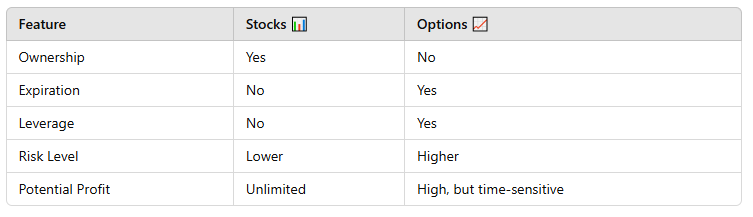 Feature Stocks 📊 Options 📈
Ownership Yes No
Expiration No Yes
Leverage No Yes
Risk Level Lower Higher
Potential Profit Unlimited High, but time-sensitive